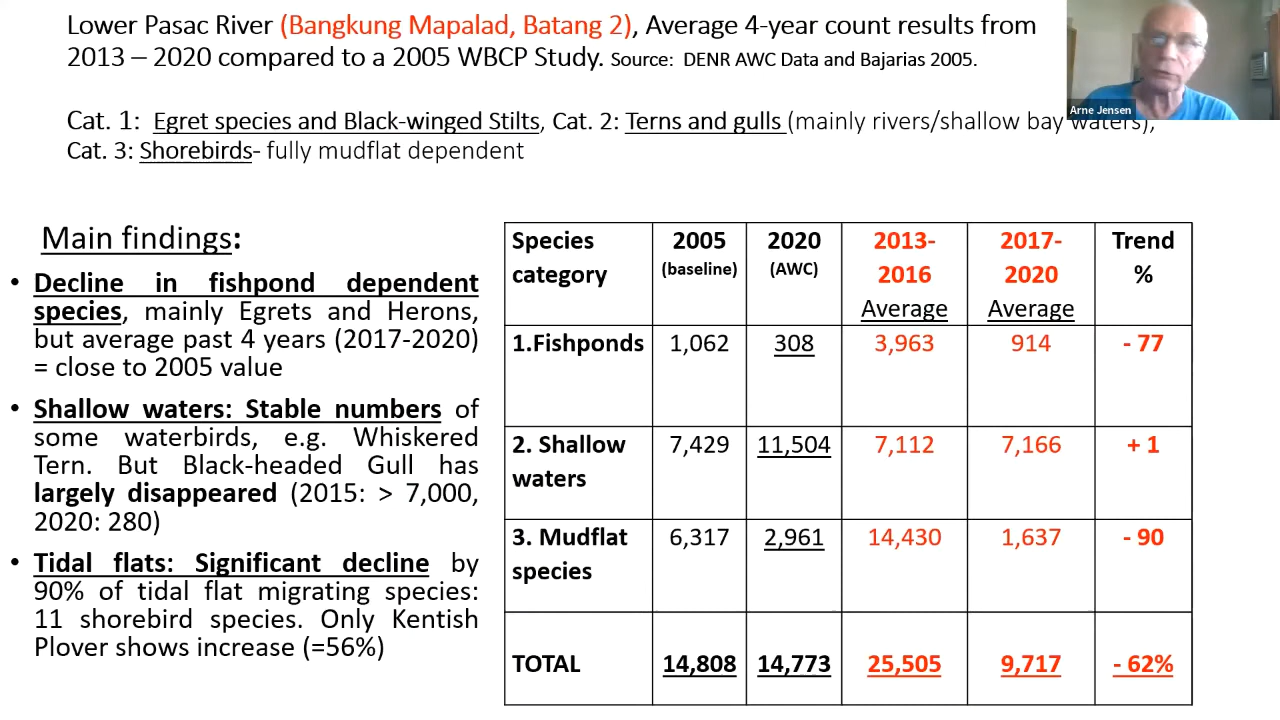 Lower Pasac River (Bangkung Mapalad, Batang 2), Average 4-year count results from
2013 – 2020 compared to a 2005 WBCP Study. Source: DENR AWC Data and Bajarias 2005.
Arne Jensen
Cat. 1: Egret species and Black-winged Stilts, Cat. 2: Terns and gulls (mainly rivers/shallow bay waters),
Cat. 3: Shorebirds- fully mudflat dependent
Main findings:
• Decline in fishpond dependent
species, mainly Egrets and Herons,
but average past 4 years (2017-2020)
= close to 2005 value
• Shallow waters: Stable numbers of
some waterbirds, e.g. Whiskered
Tern. But Black-headed Gull has
largely disappeared (2015: > 7,000,
2020: 280)
• Tidal flats: Significant decline by
90% of tidal flat migrating species:
11 shorebird species. Only Kentish
Plover shows increase (=56%)
Species 2005 2020 2013- 2017- Trend
category (baseline) (AWC) 2016 2020 %
Average Average
1.Fishponds 1,062 308 3,963 914 - 77
2. Shallow 7,429 11,504 7,112 7,166 + 1
waters
3. Mudflat 6,317 2,961 14,430 1,637 - 90
species
TOTAL 14,808 14,773 25,505 9,717 - 62%